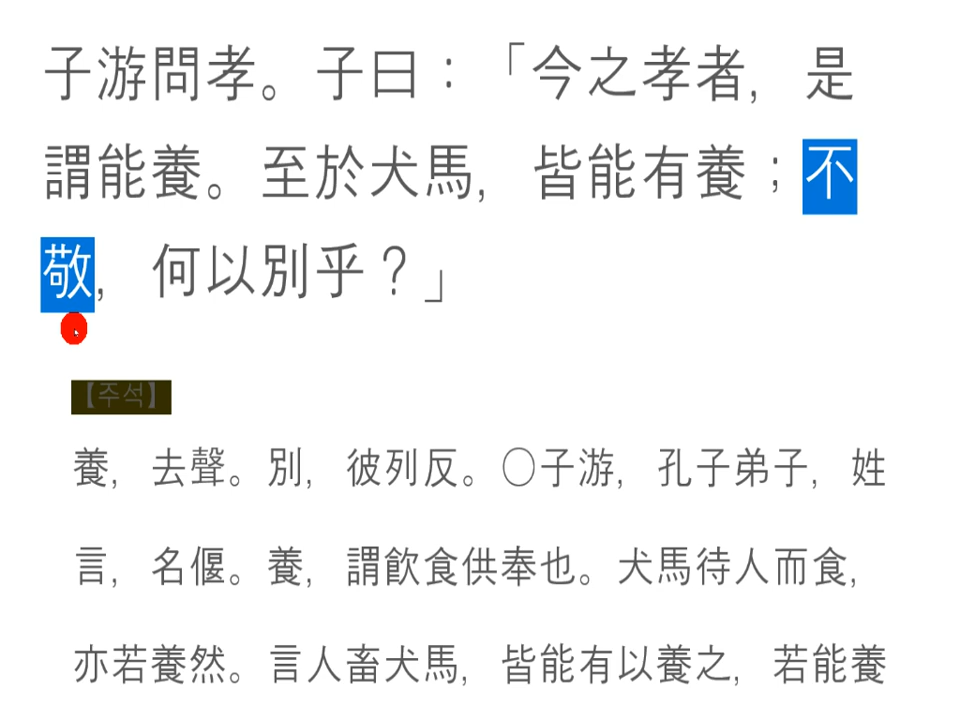 子游問孝。子曰：「今之孝者，是
謂能養。至於犬馬，皆能有養；不
敬，何以別乎？」
【주석】
養，去聲。別，彼列反。○子游，孔子弟子，姓
言，名偃。養，謂飲食供奉也。犬馬待人而食，
亦若養然。言人畜犬馬，皆能有以養之，若能養